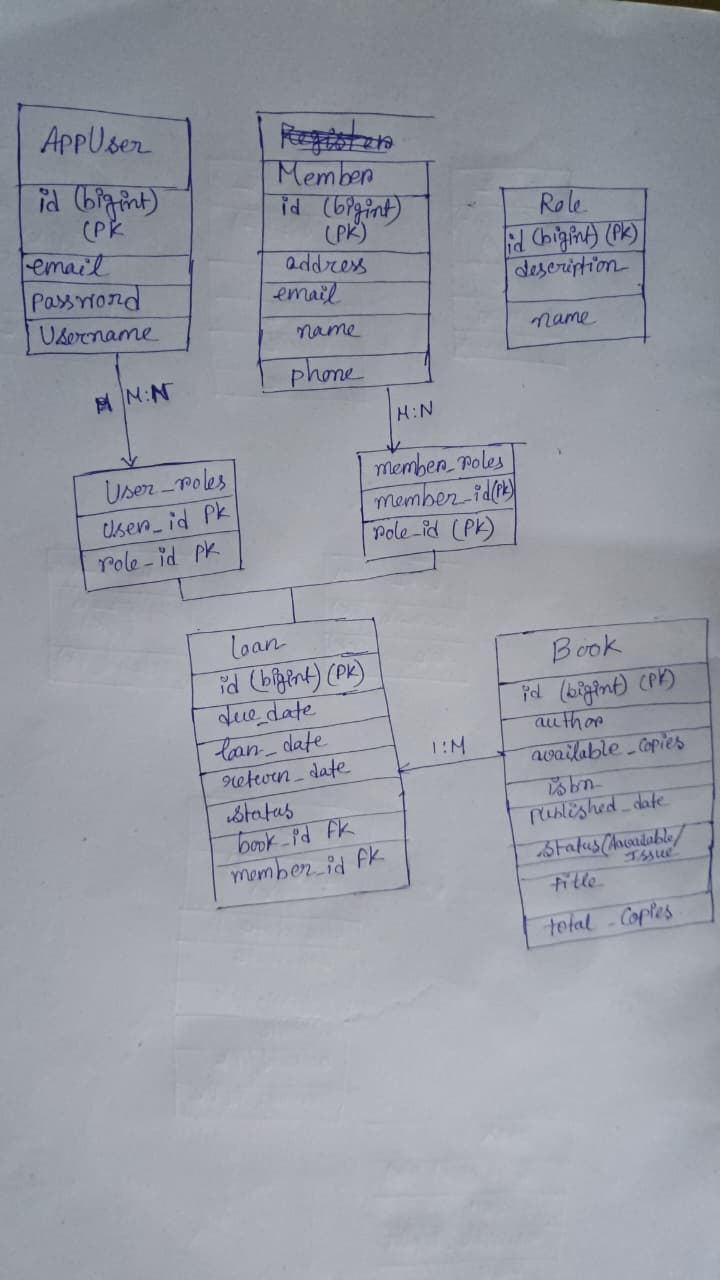 AppUser
id (bigint)
(PK
email
password
Username
M:N
Member
id (bigint)
(PK)
address
email
name
phone
M:N
Role
id (bigint) (PK)
description
name
User_roles
user_id PK
role_id PK
member_roles
member_id(PK)
role_id (PK)
loan
id (bigint) (PK)
due_date
loan_date
return_date
status
book_id fk
member_id fk
1:M
Book
id (bigint) (PK)
author
available_copies
isbn
published_date
status(Aavailable/
Issue
title
total_copies